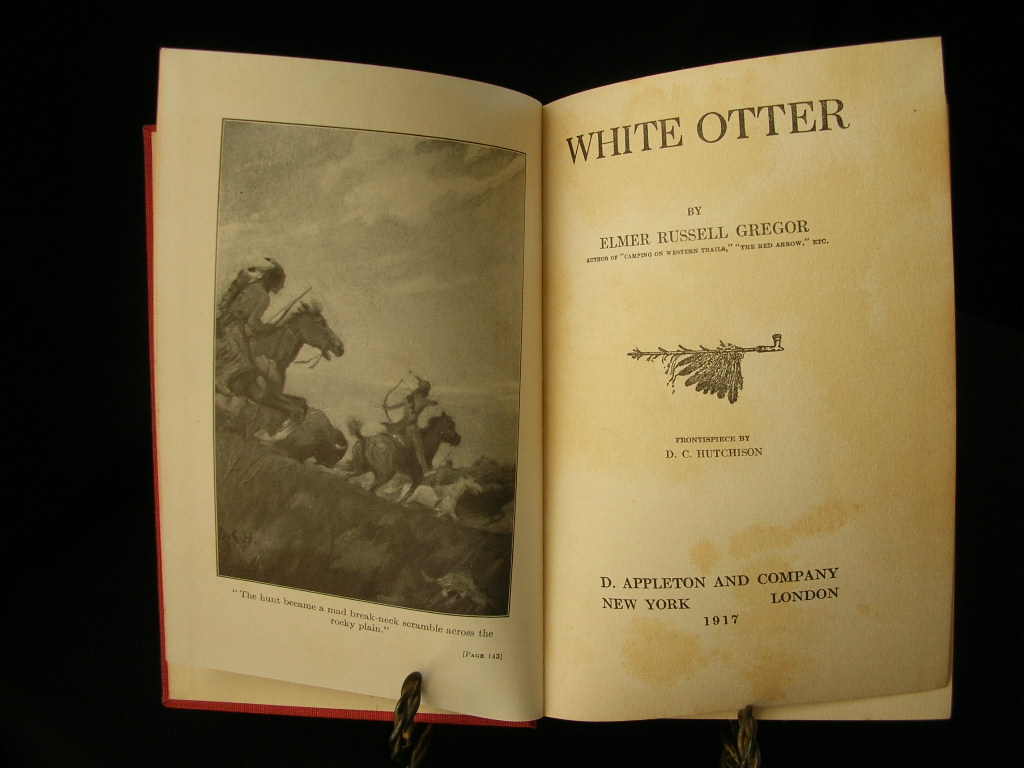 "The hunt became a mad break-neck scramble across the
rocky plain."
[PAGE 143]
WHITE OTTER
BY
ELMER RUSSELL GREGOR
AUTHOR OF "CAMPING ON WESTERN TRAILS," "THE RED ARROW," ETC.
FRONTISPIECE BY
D. C. HUTCHISON
D. APPLETON AND COMPANY
NEW YORK LONDON
1917